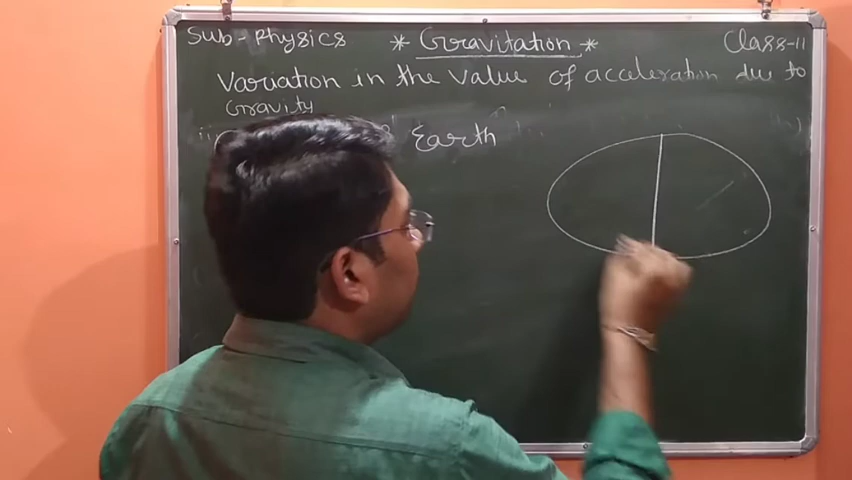 Sub - Physics * Gravitation * Class-11
Variation in the value of acceleration due to
Gravity
Earth